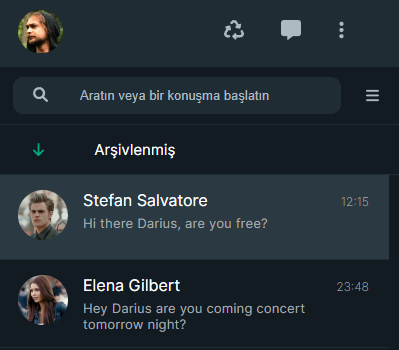 Aratın veya bir konuşma başlatın
Arşivlenmiş
Stefan Salvatore 12:15
Hi there Darius, are you free?
Elena Gilbert 23:48
Hey Darius are you coming concert
tomorrow night?